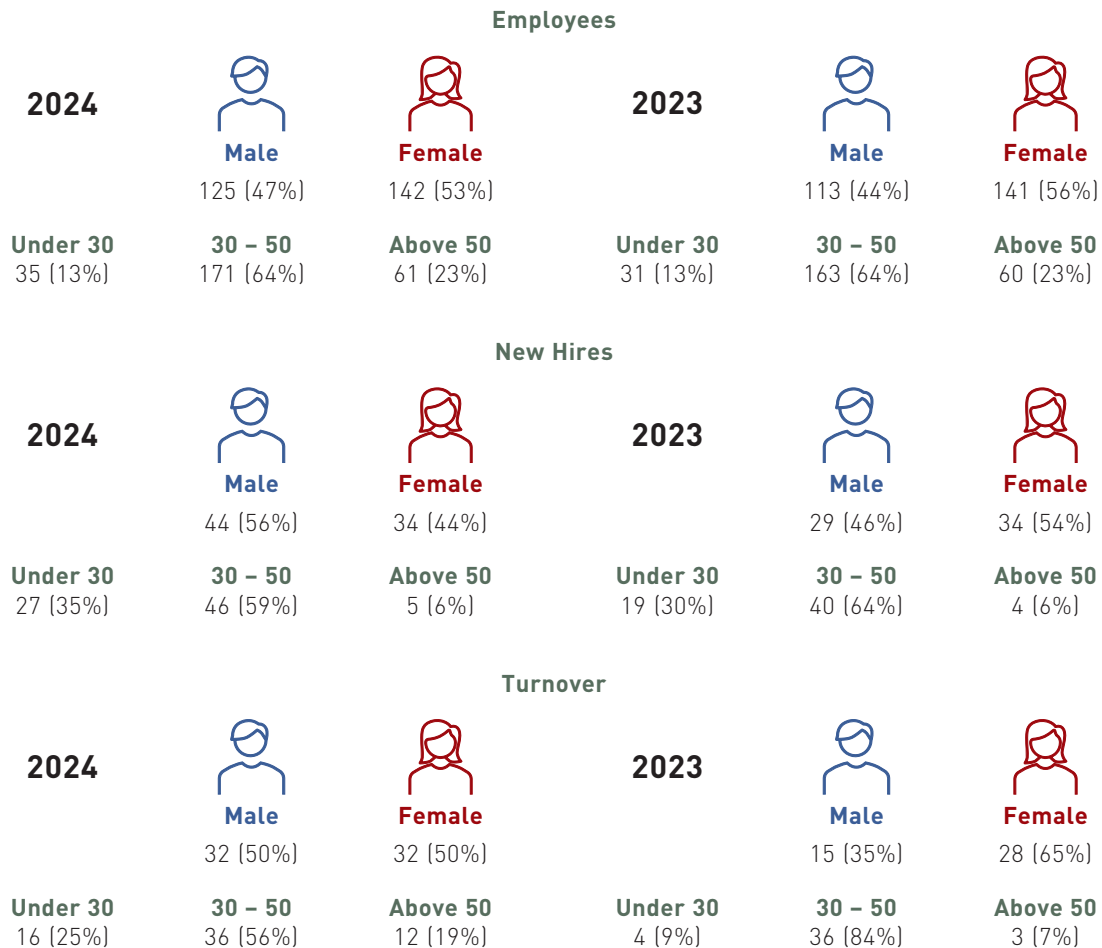 Employees
2024
2023
Male Female Male Female
125 (47%) 142 (53%) 113 (44%) 141 (56%)
Under 30 30 – 50 Above 50 Under 30 30 – 50 Above 50
35 (13%) 171 (64%) 61 (23%) 31 (13%) 163 (64%) 60 (23%)
New Hires
2024
2023
Male Female Male Female
44 (56%) 34 (44%) 29 (46%) 34 (54%)
Under 30 30 – 50 Above 50 Under 30 30 – 50 Above 50
27 (35%) 46 (59%) 5 (6%) 19 (30%) 40 (64%) 4 (6%)
Turnover
2024
2023
Male Female Male Female
32 (50%) 32 (50%) 15 (35%) 28 (65%)
Under 30 30 – 50 Above 50 Under 30 30 – 50 Above 50
16 (25%) 36 (56%) 12 (19%) 4 (9%) 36 (84%) 3 (7%)